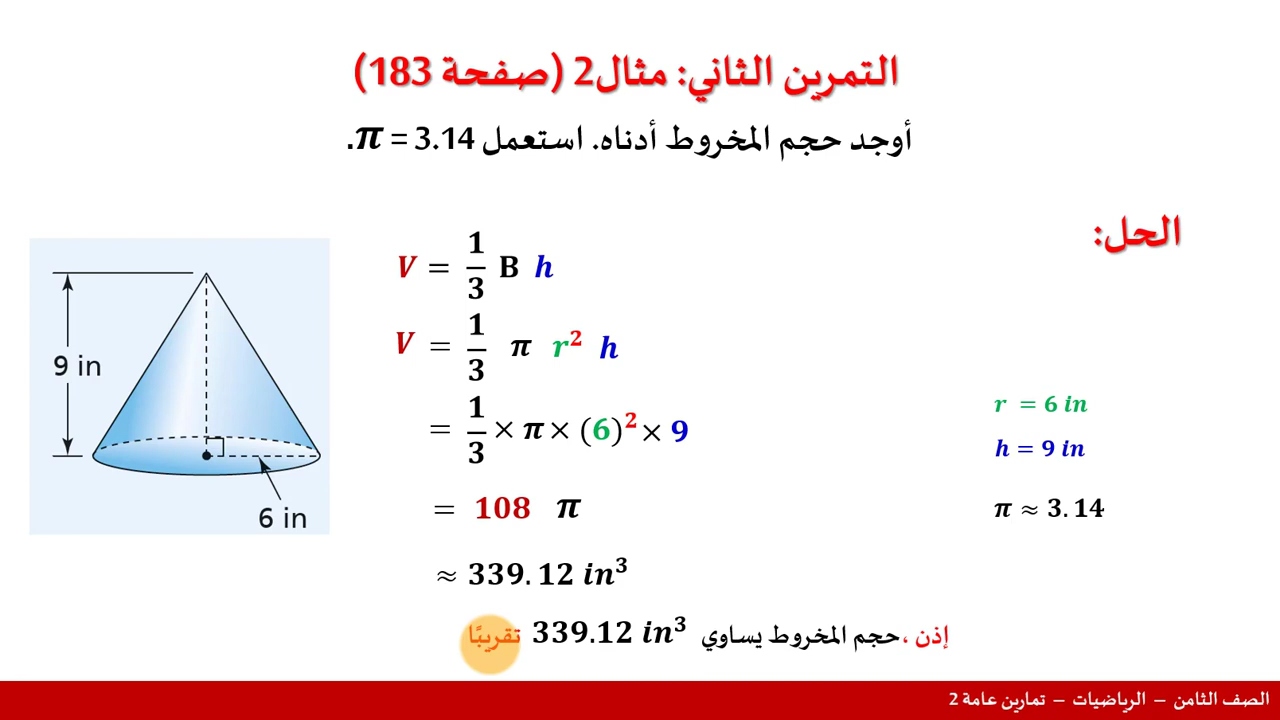 التمرين الثاني: مثال2 (صفحة 183)
أوجد حجم المخروط أدناه. استعمل π = 3.14.
الحل:
V = 1/3 B h
V = 1/3 π r² h
= 1/3 × π × (6)² × 9
= 108 π
≈ 339.12 in³
إذن ، حجم المخروط يساوي 339.12 in³ تقريبًا
9 in
6 in
r = 6 in
h = 9 in
π ≈ 3.14
الصف الثامن – الرياضيات – تمارين عامة 2